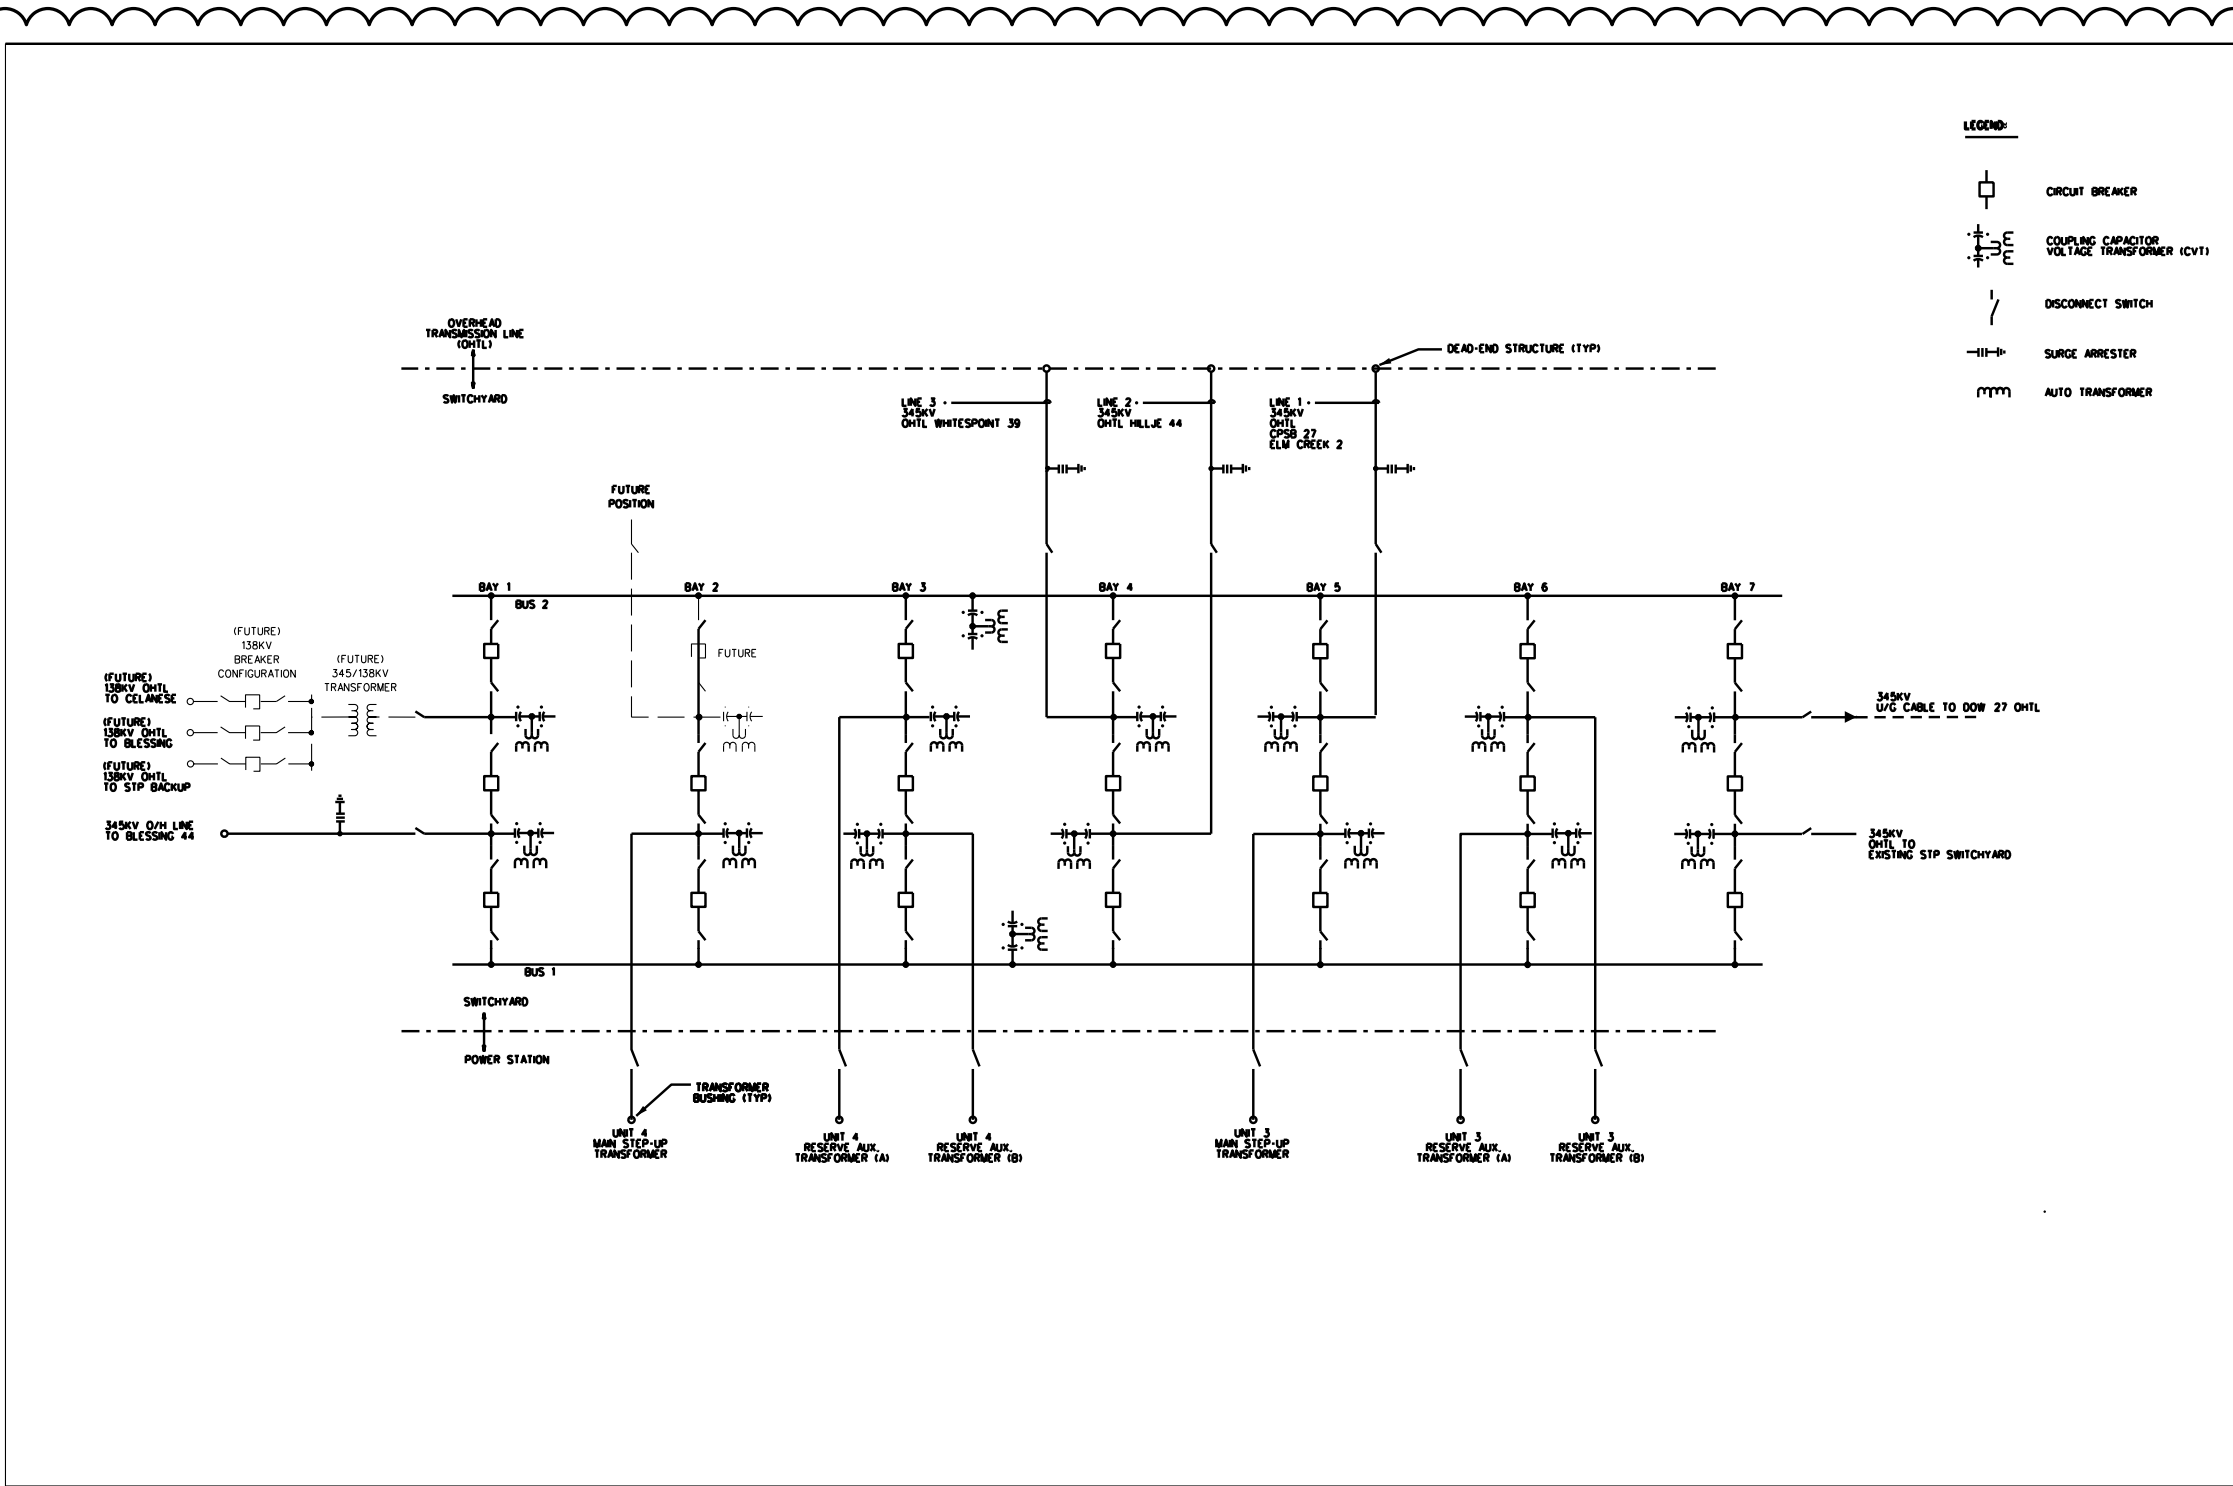 LEGEND:
CIRCUIT BREAKER
COUPLING CAPACITOR
VOLTAGE TRANSFORMER (CVT)
DISCONNECT SWITCH
SURGE ARRESTER
AUTO TRANSFORMER
OVERHEAD
TRANSMISSION LINE
(OHTL)
SWITCHYARD
DEAD-END STRUCTURE (TYP)
LINE 3
345KV
OHTL WHITESPOINT 39
LINE 2
345KV
OHTL HILLJE 44
LINE 1
345KV
OHTL
CPSB 27
ELM CREEK 2
FUTURE
POSITION
BAY 1
BAY 2
BAY 3
BAY 4
BAY 5
BAY 6
BAY 7
BUS 2
(FUTURE)
138KV
BREAKER
CONFIGURATION
(FUTURE)
345/138KV
TRANSFORMER
FUTURE
(FUTURE)
138KV OHTL
TO CELANESE
(FUTURE)
138KV OHTL
TO BLESSING
(FUTURE)
138KV OHTL
TO STP BACKUP
345KV O/H LINE
TO BLESSING 44
345KV
U/G CABLE TO DOW 27 OHTL
345KV
OHTL TO
EXISTING STP SWITCHYARD
BUS 1
SWITCHYARD
POWER STATION
TRANSFORMER
BUSHING (TYP)
UNIT 4
MAIN STEP-UP
TRANSFORMER
UNIT 4
RESERVE AUX.
TRANSFORMER (A)
UNIT 4
RESERVE AUX.
TRANSFORMER (B)
UNIT 3
MAIN STEP-UP
TRANSFORMER
UNIT 3
RESERVE AUX.
TRANSFORMER (A)
UNIT 3
RESERVE AUX.
TRANSFORMER (B)